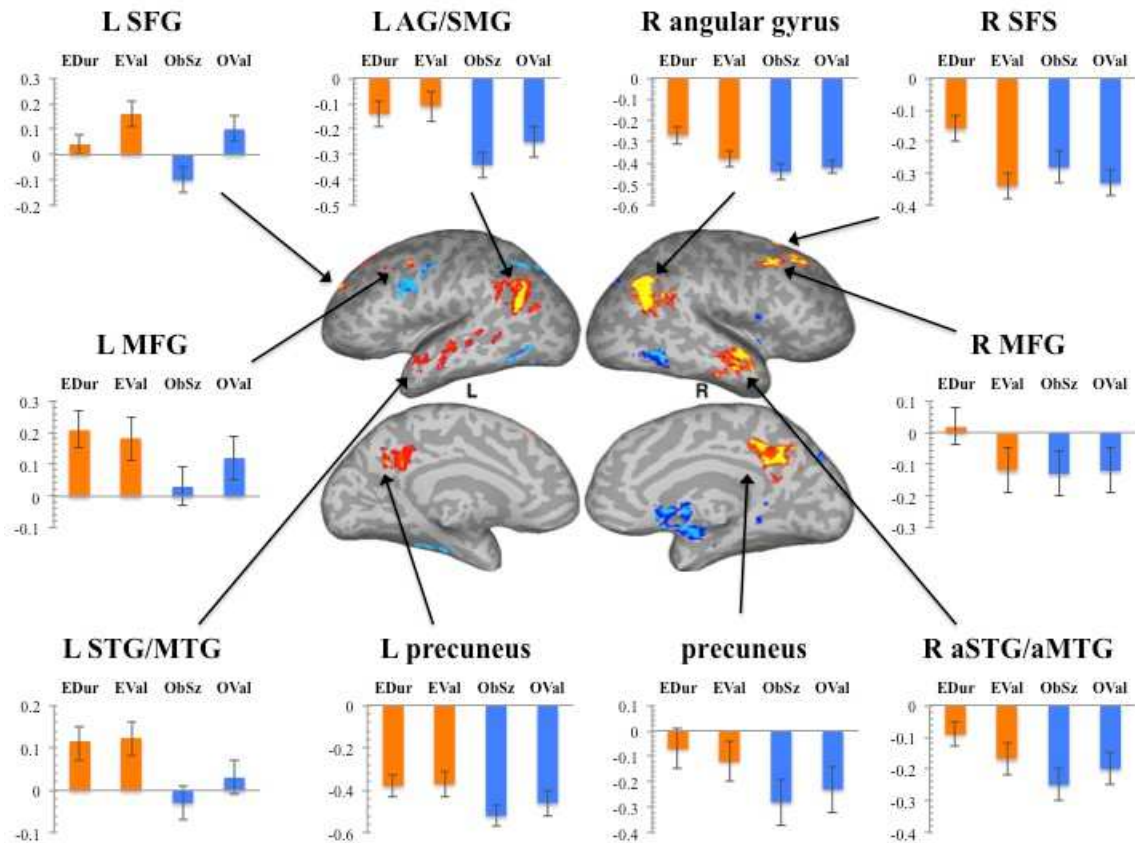 L SFG
EDur EVal ObSz OVal
0.3
0.2
0.1
0
-0.1
-0.2
L AG/SMG
EDur EVal ObSz OVal
0
-0.1
-0.2
-0.3
-0.4
-0.5
R angular gyrus
EDur EVal ObSz OVal
0
-0.1
-0.2
-0.3
-0.4
-0.5
-0.6
R SFS
EDur EVal ObSz OVal
0
-0.1
-0.2
-0.3
-0.4
L MFG
EDur EVal ObSz OVal
0.3
0.2
0.1
0
-0.1
L
R
R MFG
EDur EVal ObSz OVal
0.1
0
-0.1
-0.2
-0.3
L STG/MTG
EDur EVal ObSz OVal
0.2
0.1
0
-0.1
L precuneus
EDur EVal ObSz OVal
0
-0.2
-0.4
-0.6
precuneus
EDur EVal ObSz OVal
0.1
0
-0.1
-0.2
-0.3
-0.4
R aSTG/aMTG
EDur EVal ObSz OVal
0
-0.1
-0.2
-0.3
-0.4